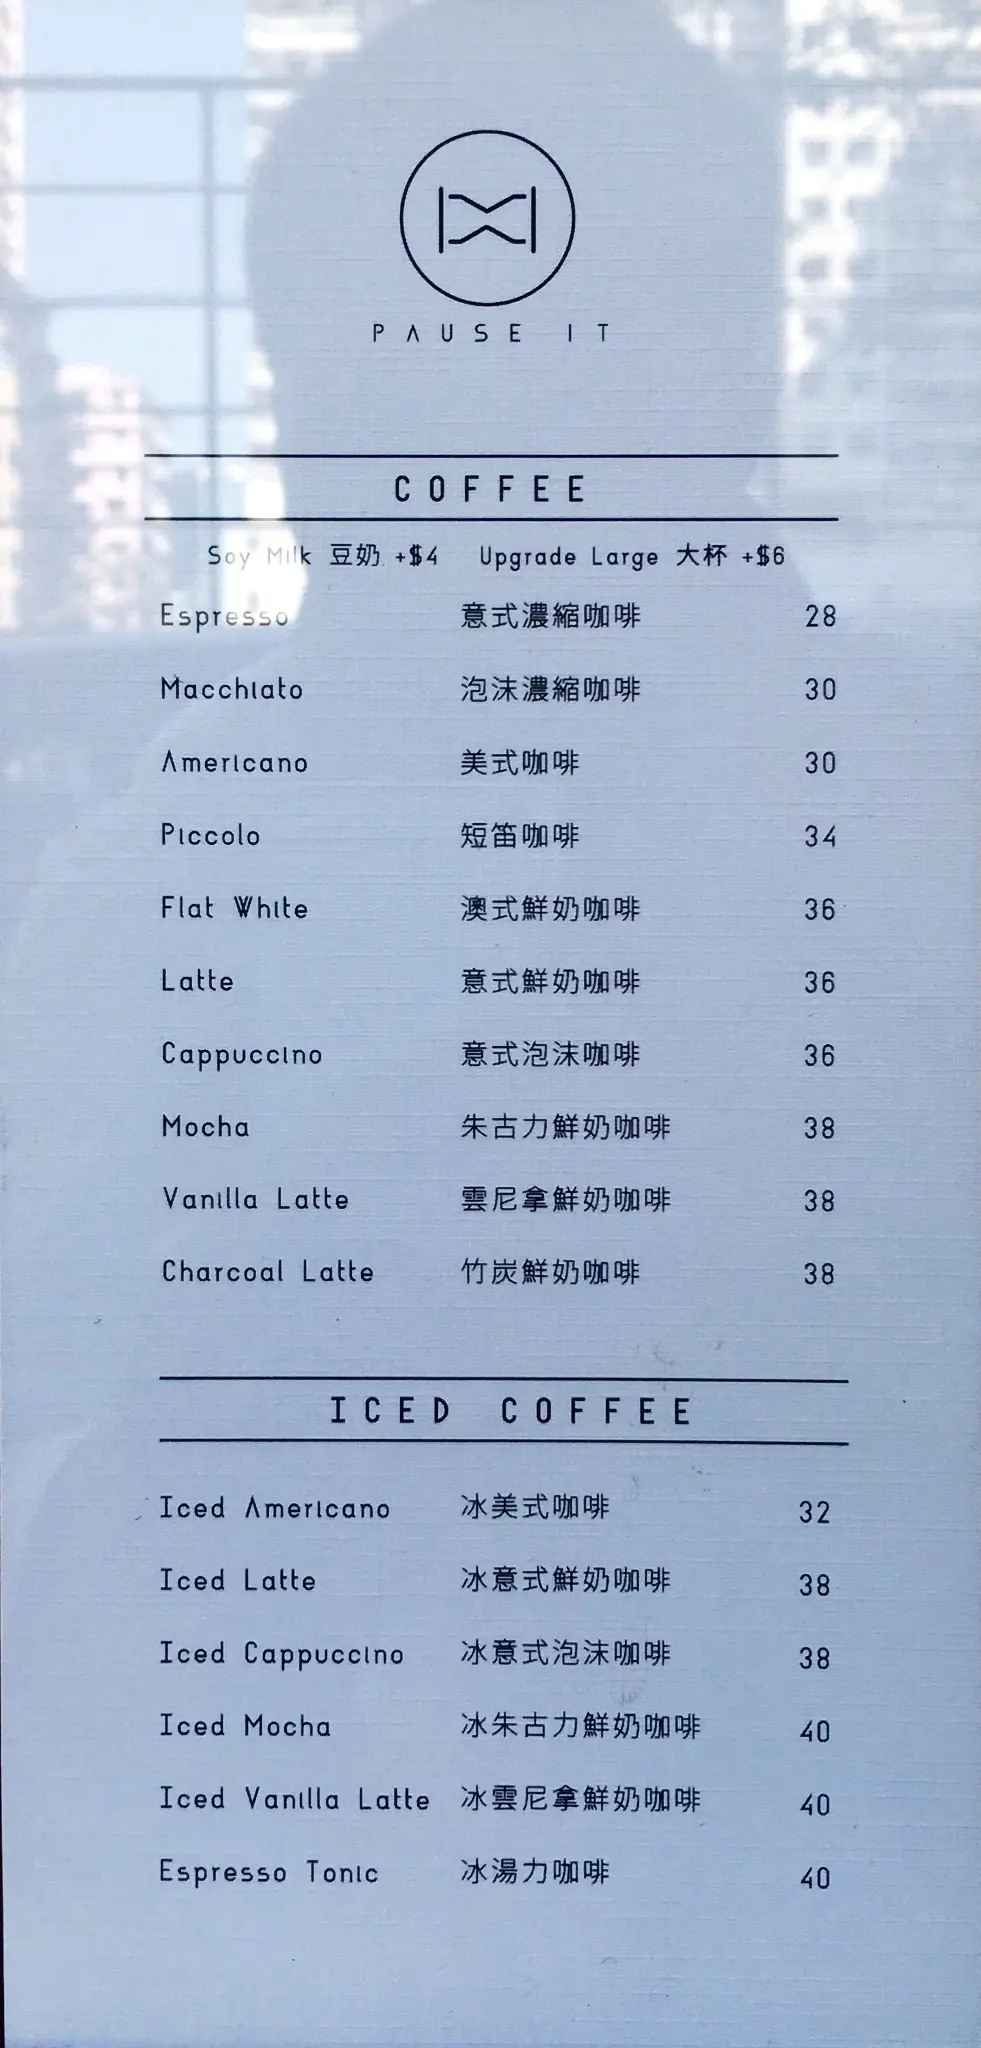 PAUSE IT
COFFEE
Soy Milk 豆奶 +$4 Upgrade Large 大杯 +$6
Espresso 意式濃縮咖啡 28
Macchiato 泡沫濃縮咖啡 30
Americano 美式咖啡 30
Piccolo 短笛咖啡 34
Flat White 澳式鮮奶咖啡 36
Latte 意式鮮奶咖啡 36
Cappuccino 意式泡沫咖啡 36
Mocha 朱古力鮮奶咖啡 38
Vanilla Latte 雲尼拿鮮奶咖啡 38
Charcoal Latte 竹炭鮮奶咖啡 38
ICED COFFEE
Iced Americano 冰美式咖啡 32
Iced Latte 冰意式鮮奶咖啡 38
Iced Cappuccino 冰意式泡沫咖啡 38
Iced Mocha 冰朱古力鮮奶咖啡 40
Iced Vanilla Latte 冰雲尼拿鮮奶咖啡 40
Espresso Tonic 冰湯力咖啡 40